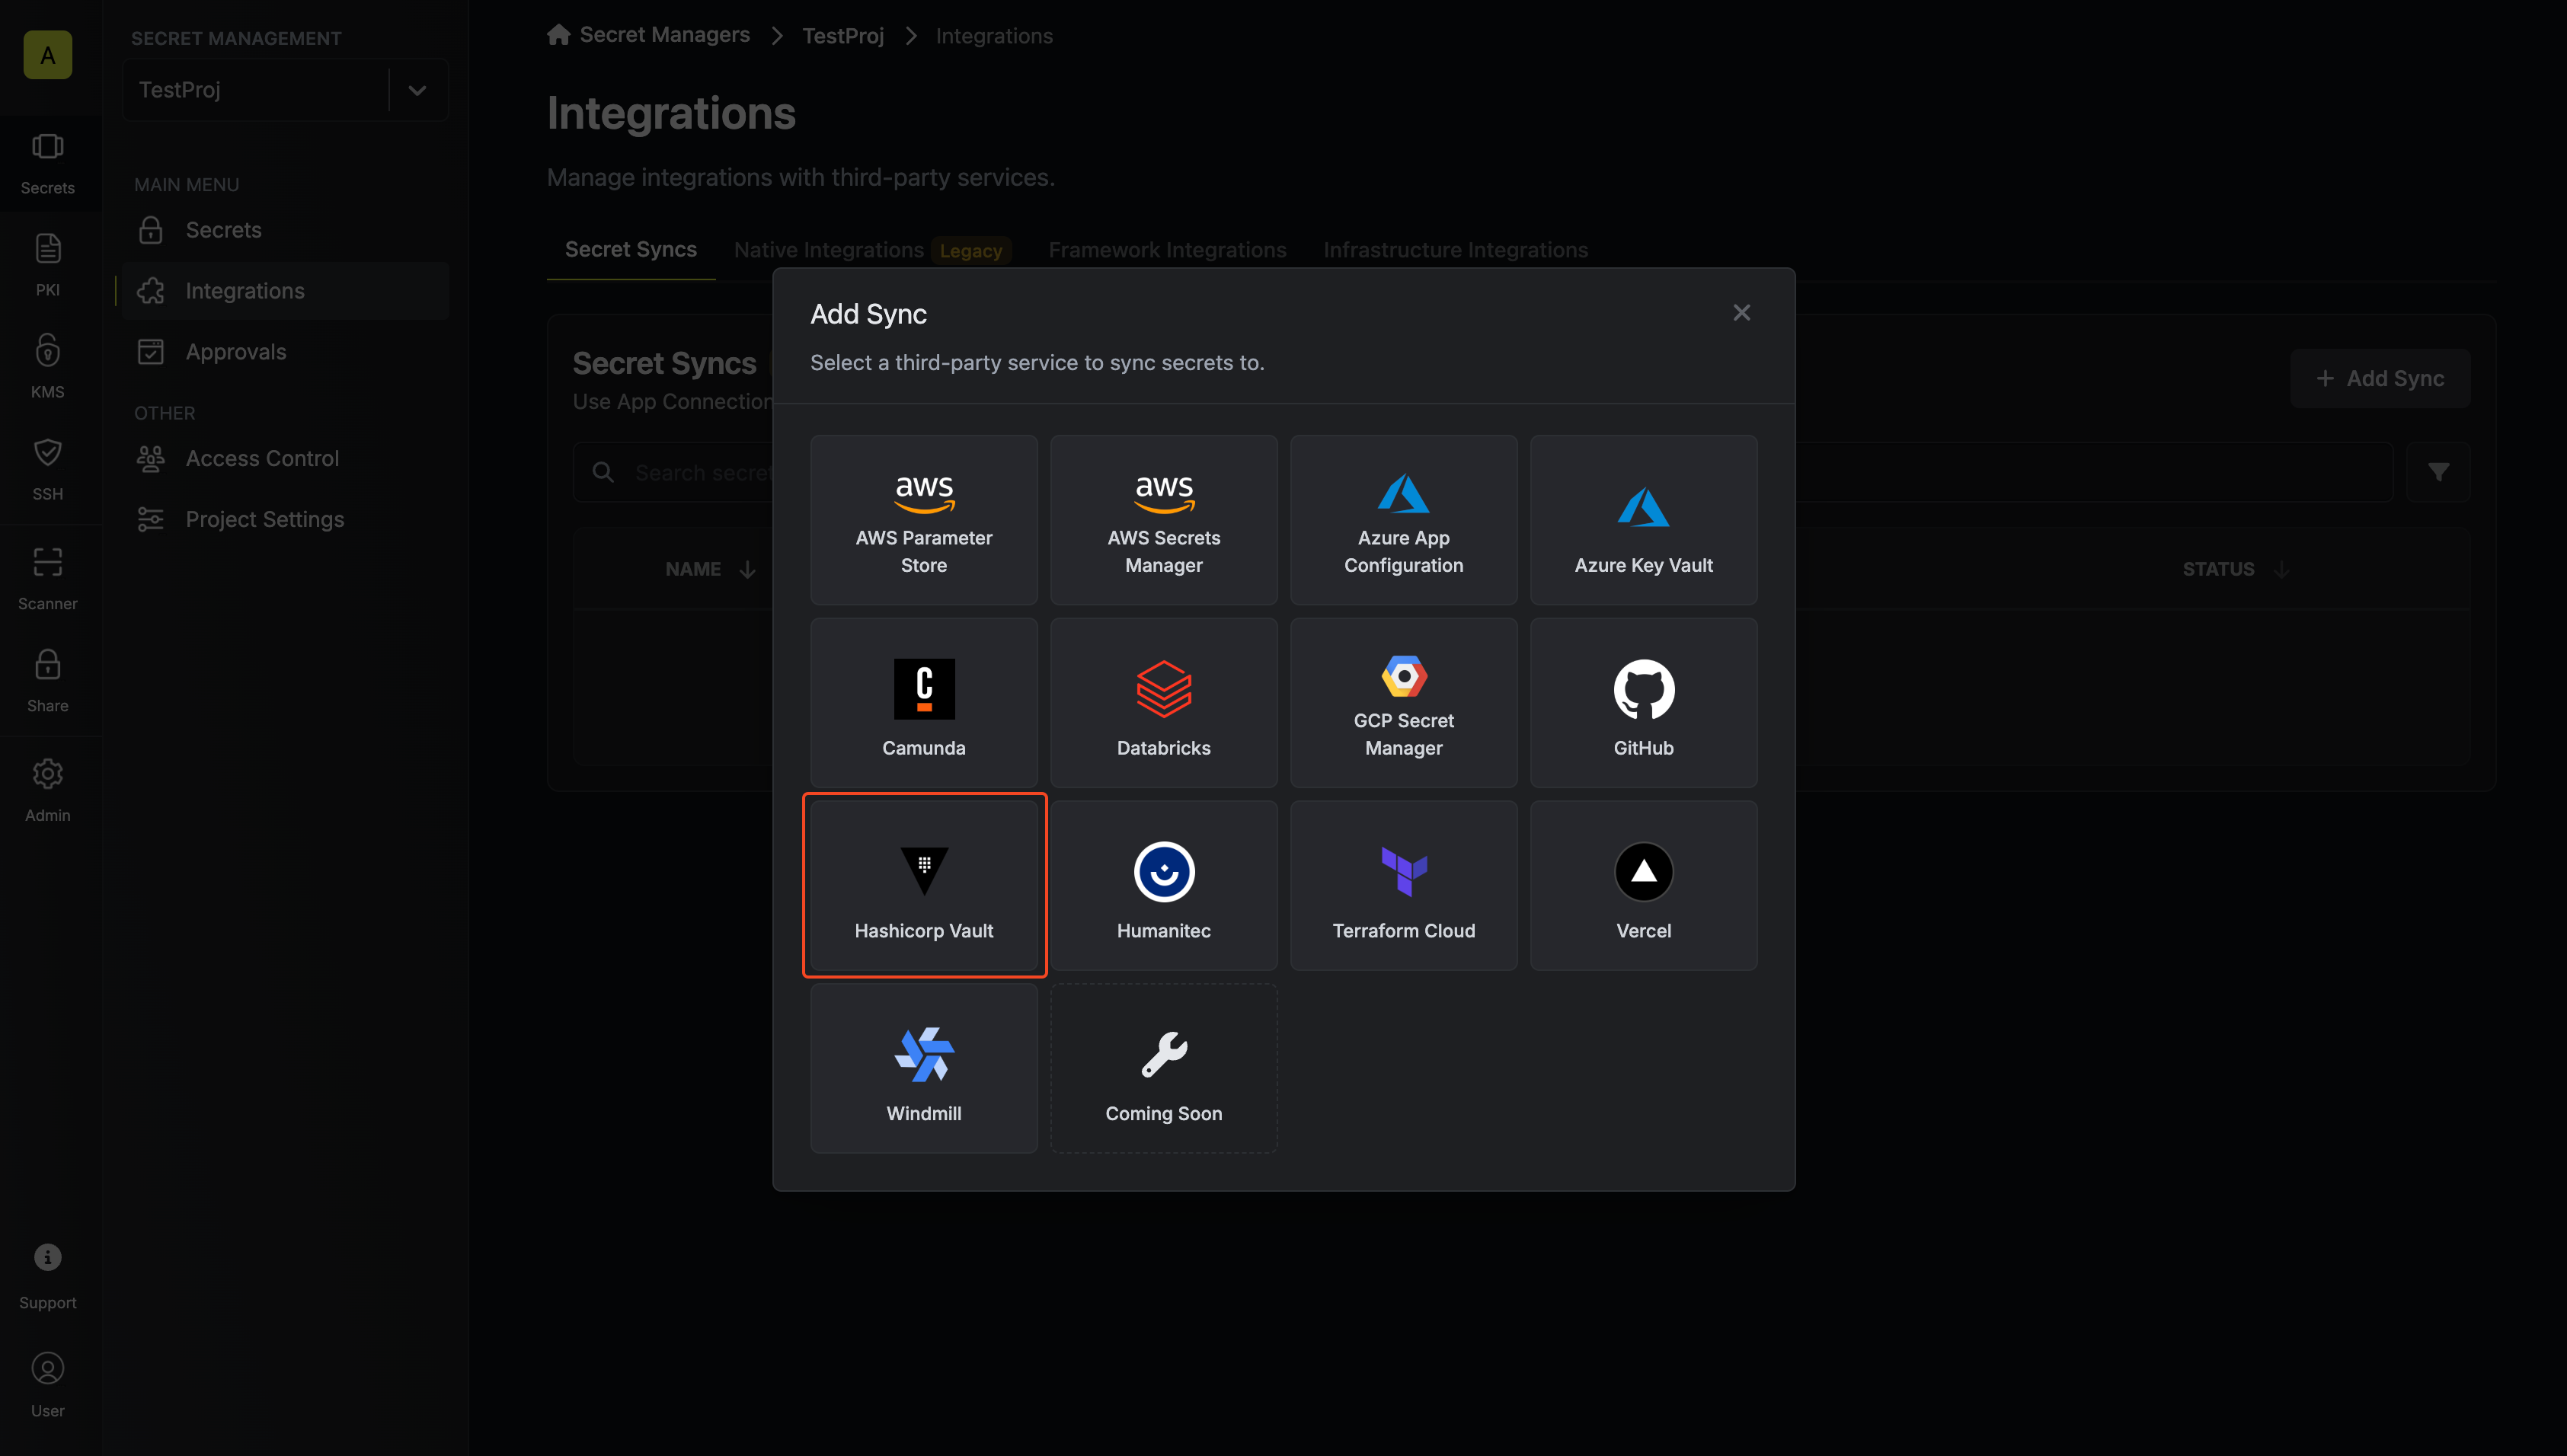 A
Secrets
PKI
KMS
SSH
Scanner
Share
Admin
Support
User
SECRET MANAGEMENT
TestProj
MAIN MENU
Secrets
Integrations
Approvals
OTHER
Access Control
Project Settings
Secret Managers > TestProj > Integrations
Integrations
Manage integrations with third-party services.
Secret Syncs Native Integrations Legacy Framework Integrations Infrastructure Integrations
Secret Syncs
Use App Connection
+ Add Sync
Search secret
NAME
STATUS
Add Sync
Select a third-party service to sync secrets to.
aws
AWS Parameter
Store
aws
AWS Secrets
Manager
Azure App
Configuration
Azure Key Vault
Camunda
Databricks
GCP Secret
Manager
GitHub
Hashicorp Vault
Humanitec
Terraform Cloud
Vercel
Windmill
Coming Soon